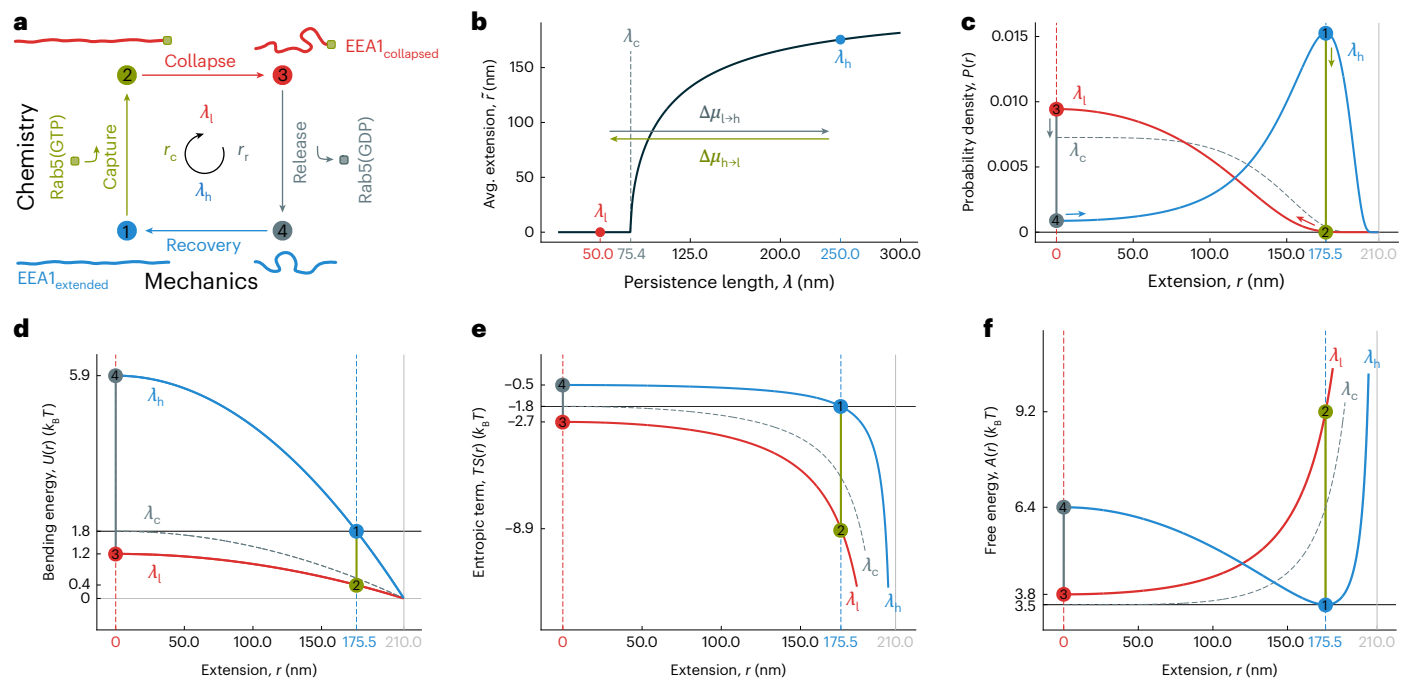 a
EEA1collapsed
2
Collapse
3
Chemistry
Rab5(GTP)
Capture
λl
rc
rr
λh
Release
Rab5(GDP)
1
Recovery
4
EEA1extended
Mechanics
b
Avg. extension, r̃ (nm)
150
100
50
0
λc
λh
Δμl→h
Δμh→l
λl
50.0 75.4 125.0 200.0 250.0 300.0
Persistence length, λ (nm)
c
Probability density, P(r)
0.015
0.010
0.005
0
1
λh
λl
3
λc
4
2
0 50.0 100.0 175.5 210.0
Extension, r (nm)
d
Bending energy, U(r) (kBT)
5.9
1.8
1.2
0.4
0
4
λh
λc
1
3
λl
2
0 50.0 100.0 150.0 175.5 210.0
Extension, r (nm)
e
Entropic term, TS(r) (kBT)
−0.5
−1.8
−2.7
−8.9
4
1
3
2
λc
λl
λh
0 50.0 100.0 150.0 175.5 210.0
Extension, r (nm)
f
Free energy, A(r) (kBT)
9.2
6.4
3.8
3.5
λl
λh
λc
2
4
3
1
0 50.0 100.0 150.0 175.5 210.0
Extension, r (nm)